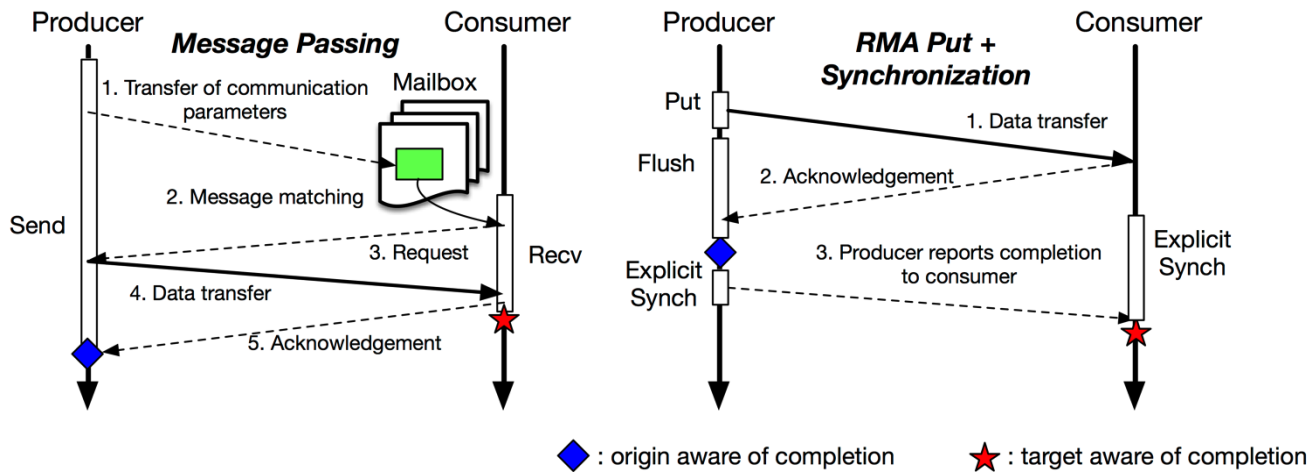 Producer
Consumer
Message Passing
1. Transfer of communication
parameters
Mailbox
2. Message matching
Send
3. Request
Recv
4. Data transfer
5. Acknowledgement
Producer
Consumer
RMA Put +
Synchronization
Put
1. Data transfer
Flush
2. Acknowledgement
3. Producer reports completion
to consumer
Explicit
Synch
Explicit
Synch
: origin aware of completion
: target aware of completion